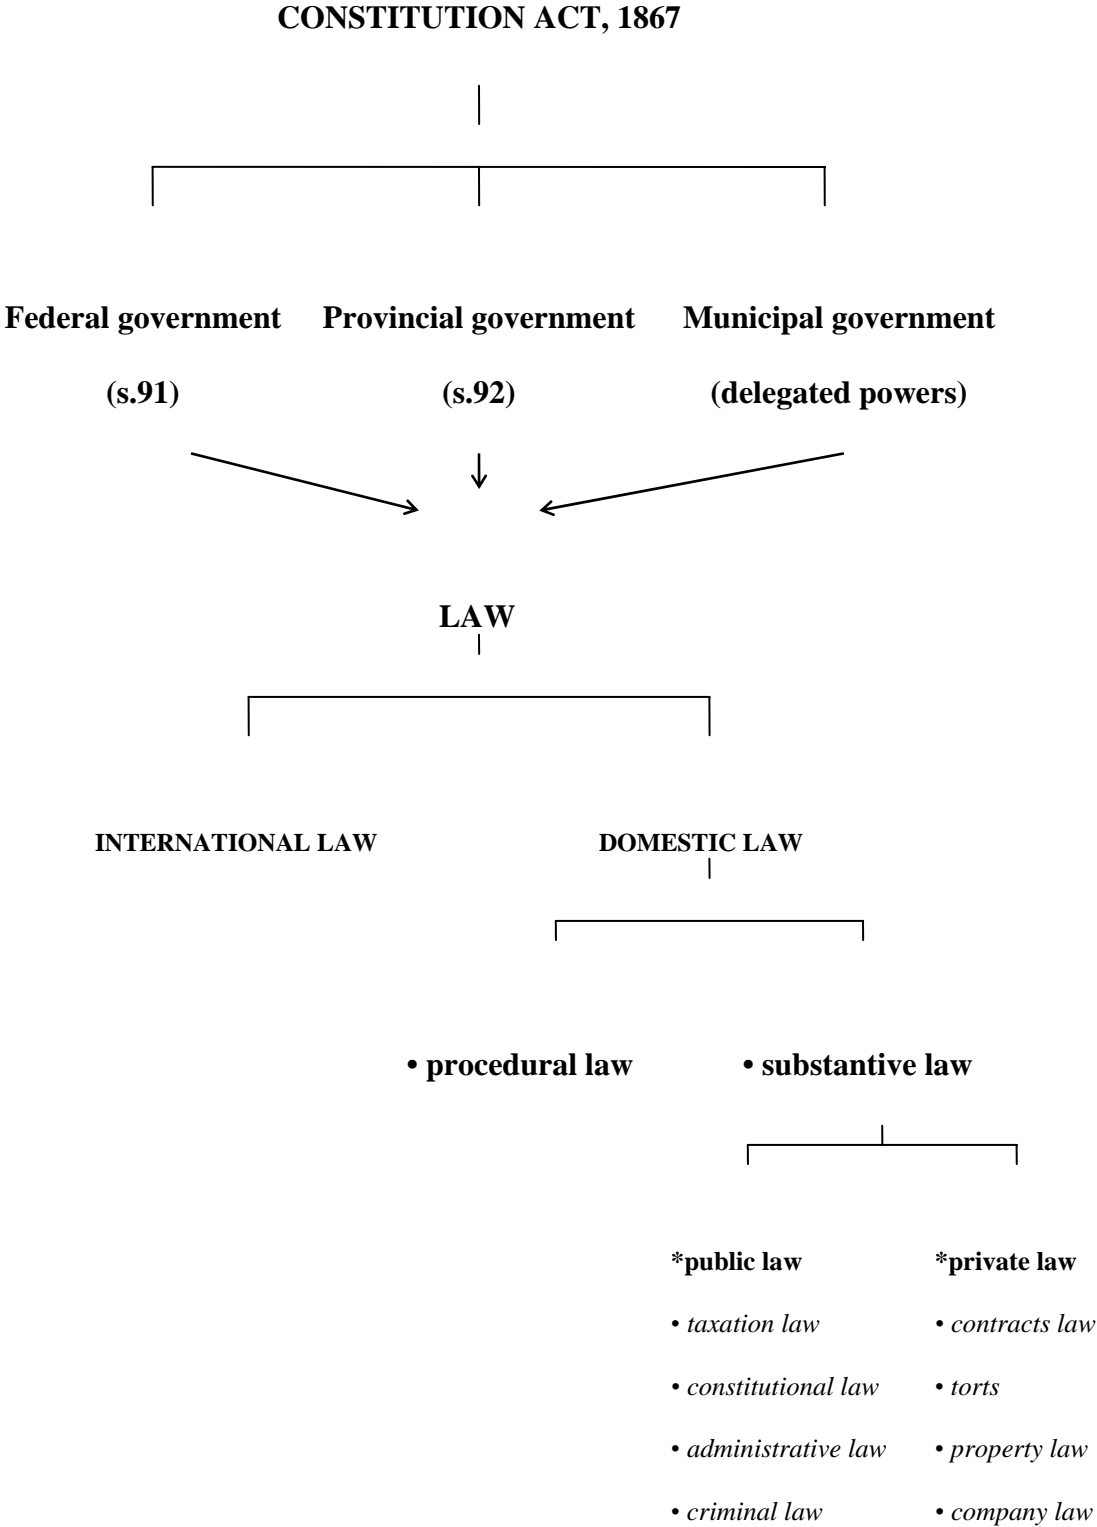 CONSTITUTION ACT, 1867
Federal government Provincial government Municipal government
(s.91) (s.92) (delegated powers)
LAW
INTERNATIONAL LAW DOMESTIC LAW
• procedural law • substantive law
*public law *private law
• taxation law • contracts law
• constitutional law • torts
• administrative law • property law
• criminal law • company law